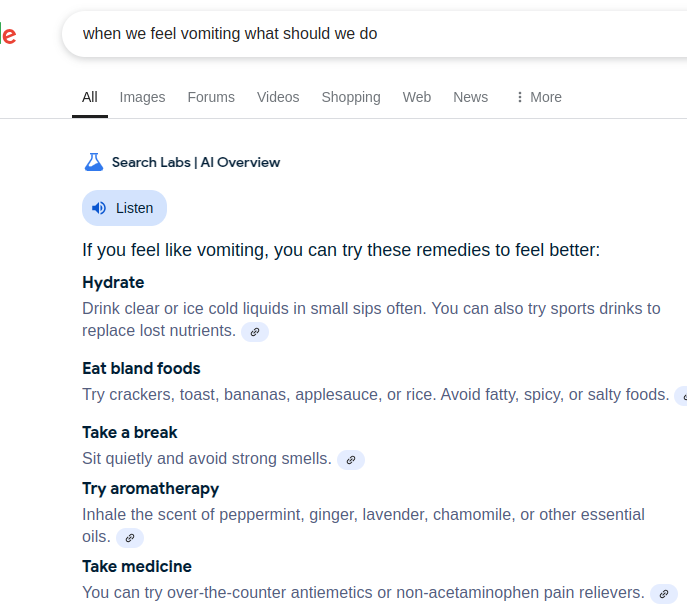 e
when we feel vomiting what should we do
All Images Forums Videos Shopping Web News More
Search Labs | AI Overview
Listen
If you feel like vomiting, you can try these remedies to feel better:
Hydrate
Drink clear or ice cold liquids in small sips often. You can also try sports drinks to
replace lost nutrients.
Eat bland foods
Try crackers, toast, bananas, applesauce, or rice. Avoid fatty, spicy, or salty foods.
Take a break
Sit quietly and avoid strong smells.
Try aromatherapy
Inhale the scent of peppermint, ginger, lavender, chamomile, or other essential
oils.
Take medicine
You can try over-the-counter antiemetics or non-acetaminophen pain relievers.